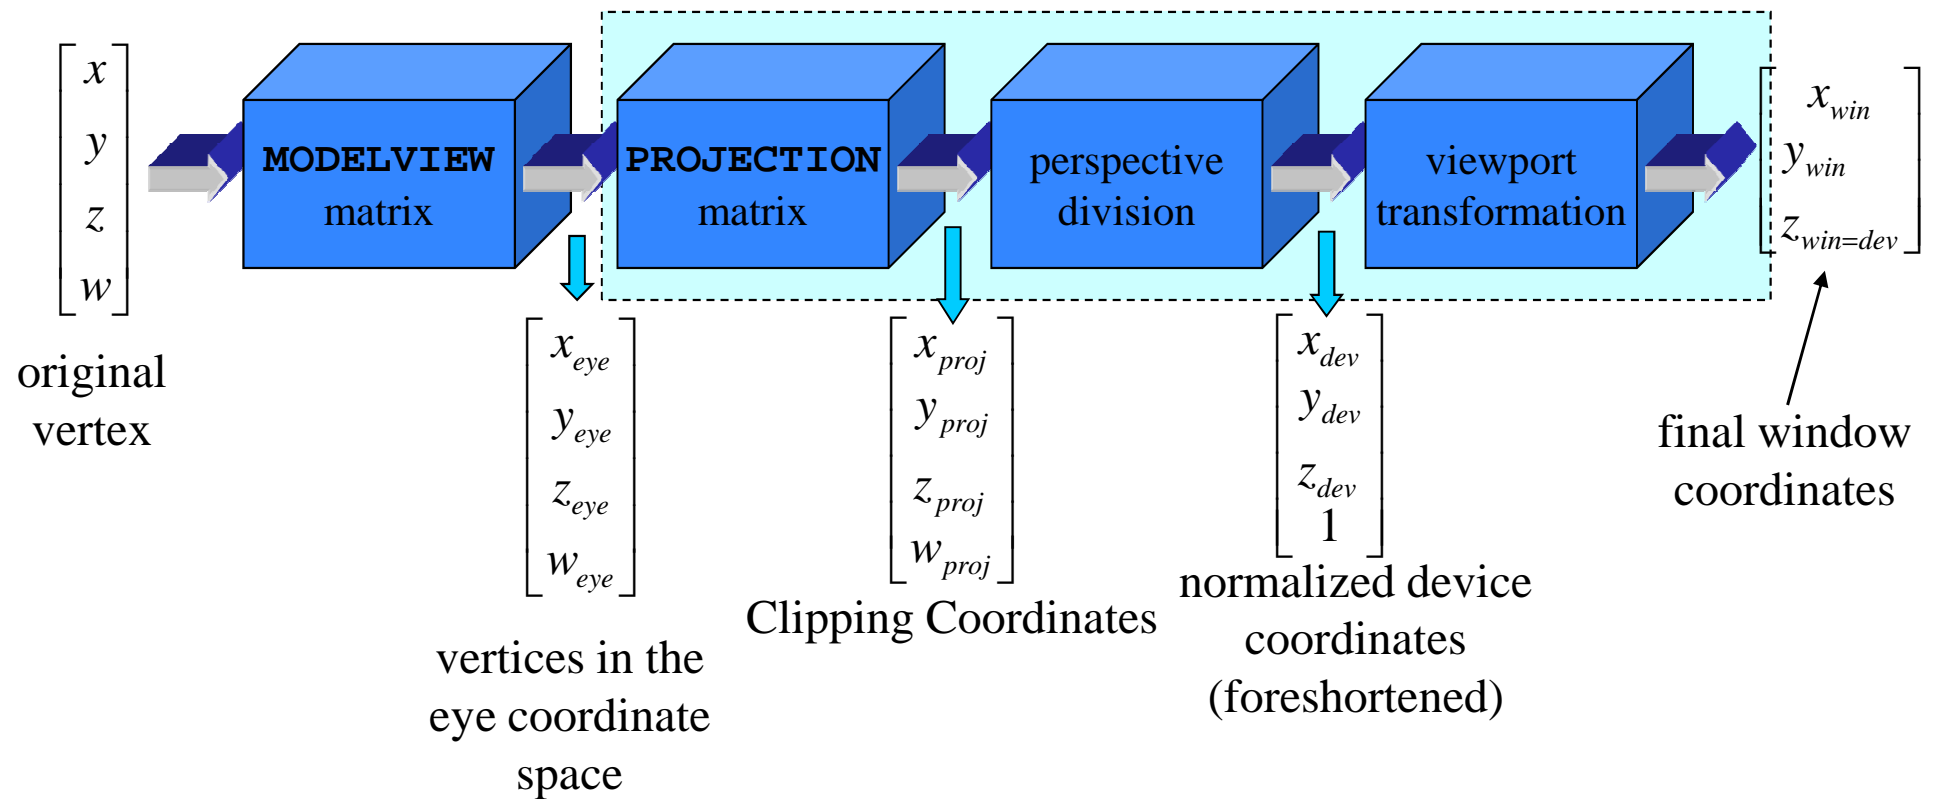 x
y
z
w
original
vertex
MODELVIEW
matrix
PROJECTION
matrix
perspective
division
viewport
transformation
x_win
y_win
z_win=dev
final window
coordinates
x_eye
y_eye
z_eye
w_eye
vertices in the
eye coordinate
space
x_proj
y_proj
z_proj
w_proj
Clipping Coordinates
x_dev
y_dev
z_dev
1
normalized device
coordinates
(foreshortened)